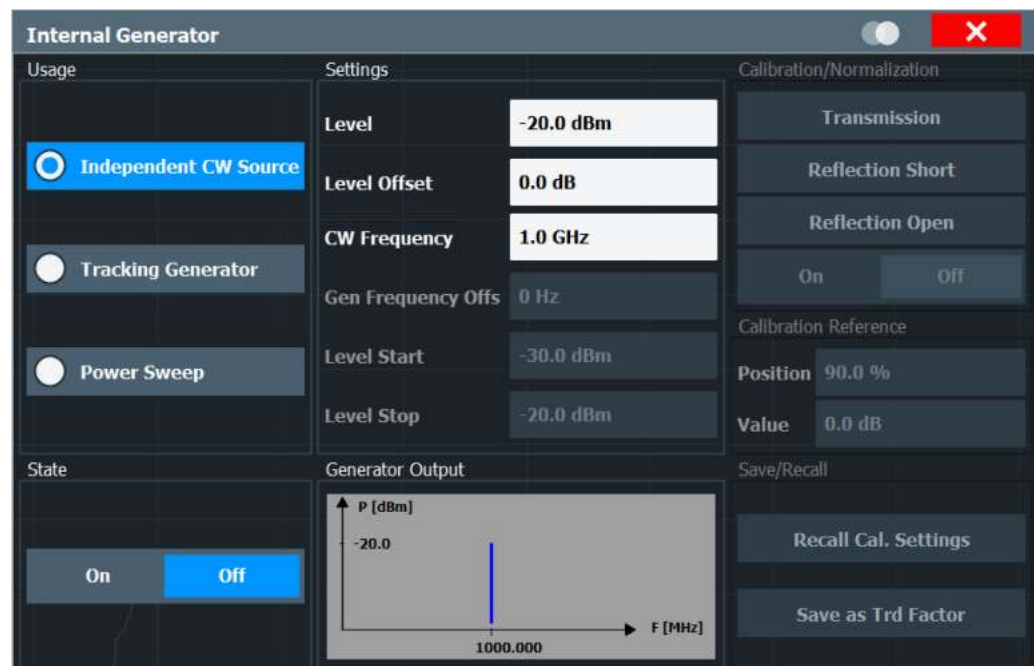 Internal Generator
Usage
Independent CW Source
Tracking Generator
Power Sweep
State
On
Off
Settings
Level
-20.0 dBm
Level Offset
0.0 dB
CW Frequency
1.0 GHz
Gen Frequency Offs
0 Hz
Level Start
-30.0 dBm
Level Stop
-20.0 dBm
Generator Output
P [dBm]
-20.0
F [MHz]
1000.000
Calibration/Normalization
Transmission
Reflection Short
Reflection Open
On
Off
Calibration Reference
Position
90.0 %
Value
0.0 dB
Save/Recall
Recall Cal. Settings
Save as Trd Factor